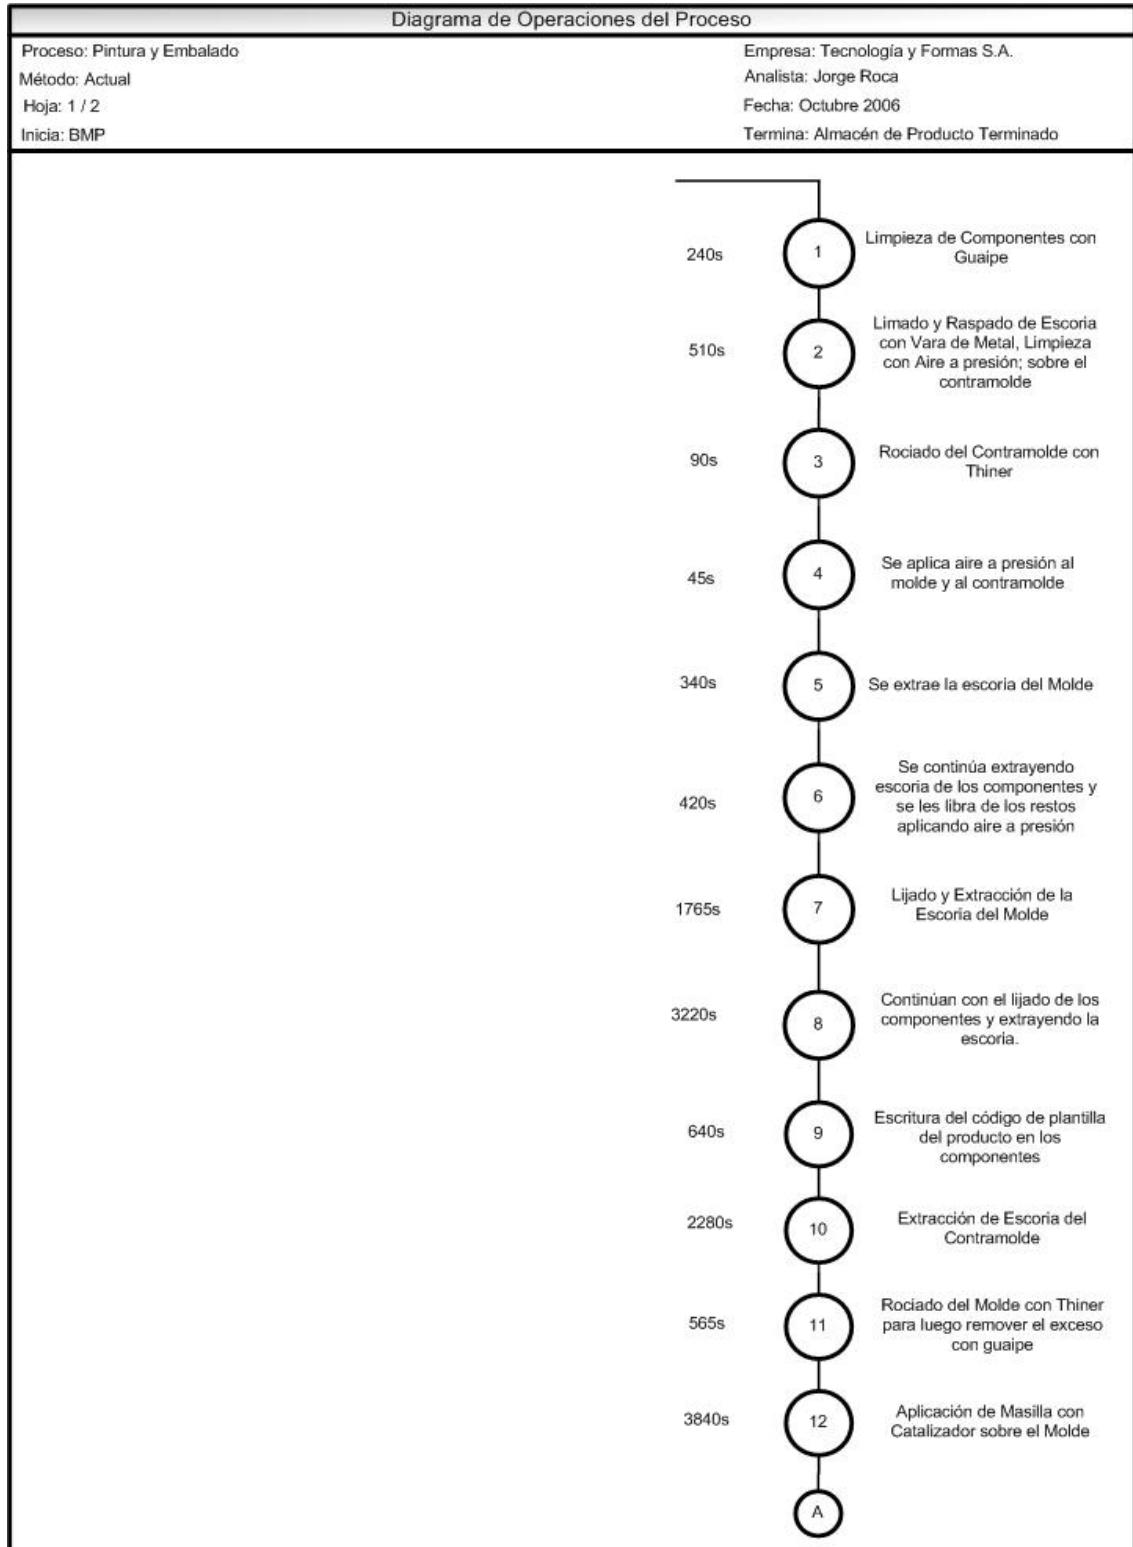 Diagrama de Operaciones del Proceso
Proceso: Pintura y Embalado
Empresa: Tecnología y Formas S.A.
Método: Actual
Analista: Jorge Roca
Hoja: 1 / 2
Fecha: Octubre 2006
Inicia: BMP
Termina: Almacén de Producto Terminado
240s
1
Limpieza de Componentes con
Guaipe
510s
2
Limado y Raspado de Escoria
con Vara de Metal, Limpieza
con Aire a presión; sobre el
contramolde
90s
3
Rociado del Contramolde con
Thiner
45s
4
Se aplica aire a presión al
molde y al contramolde
340s
5
Se extrae la escoria del Molde
420s
6
Se continúa extrayendo
escoria de los componentes y
se les libra de los restos
aplicando aire a presión
1765s
7
Lijado y Extracción de la
Escoria del Molde
3220s
8
Continúan con el lijado de los
componentes y extrayendo la
escoria.
640s
9
Escritura del código de plantilla
del producto en los
componentes
2280s
10
Extracción de Escoria del
Contramolde
565s
11
Rociado del Molde con Thiner
para luego remover el exceso
con guaipe
3840s
12
Aplicación de Masilla con
Catalizador sobre el Molde
A